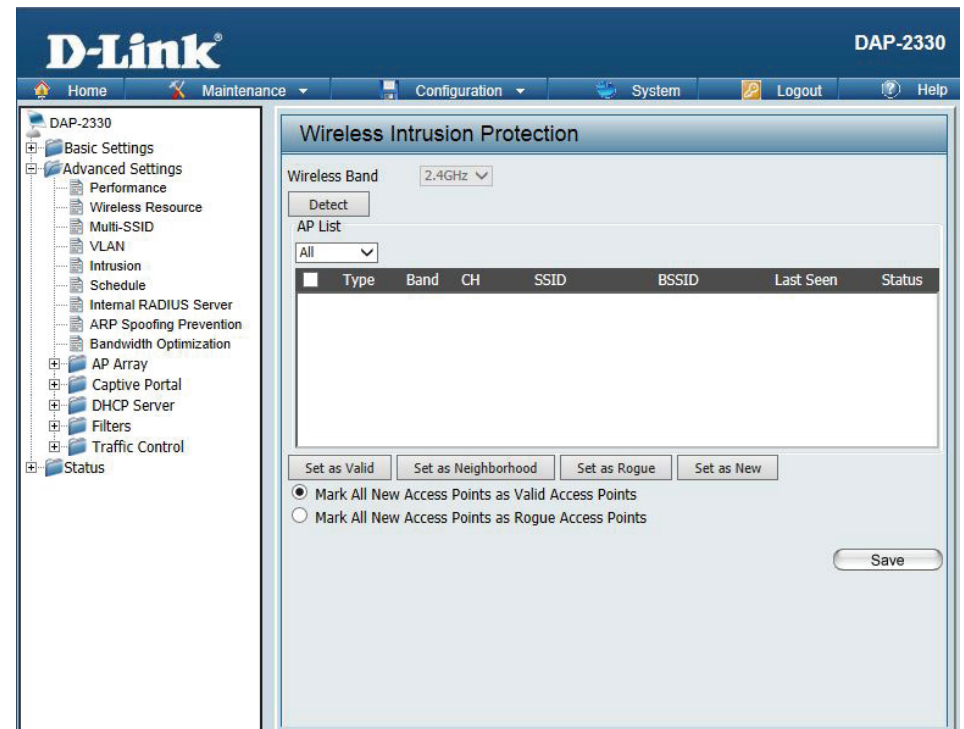 D-Link®
DAP-2330
Home Maintenance Configuration System Logout Help
DAP-2330
Basic Settings
Advanced Settings
Performance
Wireless Resource
Multi-SSID
VLAN
Intrusion
Schedule
Internal RADIUS Server
ARP Spoofing Prevention
Bandwidth Optimization
AP Array
Captive Portal
DHCP Server
Filters
Traffic Control
Status
Wireless Intrusion Protection
Wireless Band 2.4GHz
Detect
AP List
All
Type Band CH SSID BSSID Last Seen Status
Set as Valid Set as Neighborhood Set as Rogue Set as New
Mark All New Access Points as Valid Access Points
Mark All New Access Points as Rogue Access Points
Save